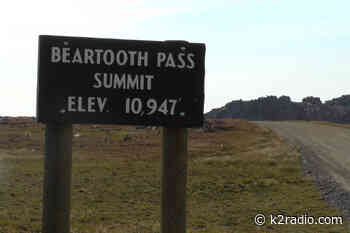 BEARTOOTH PASS
SUMMIT
ELEV. 10,947'
© k2radio.com